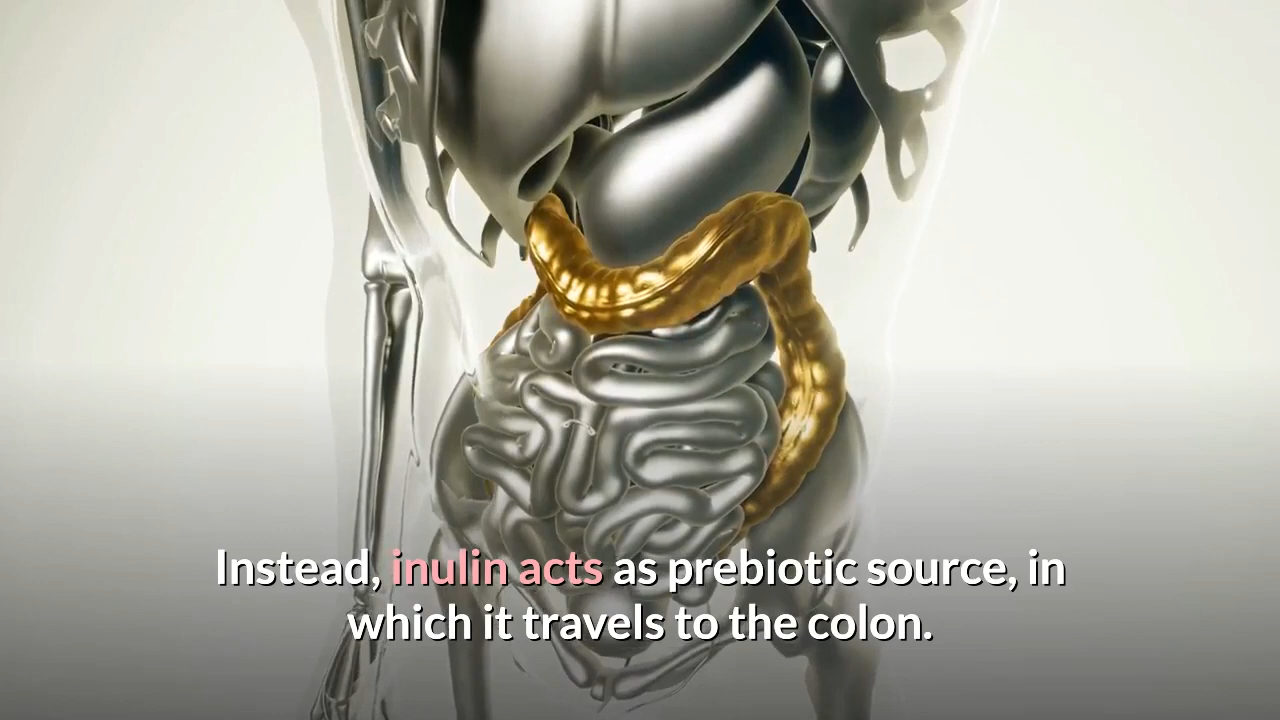 Instead, inulin acts as prebiotic source, in
which it travels to the colon.